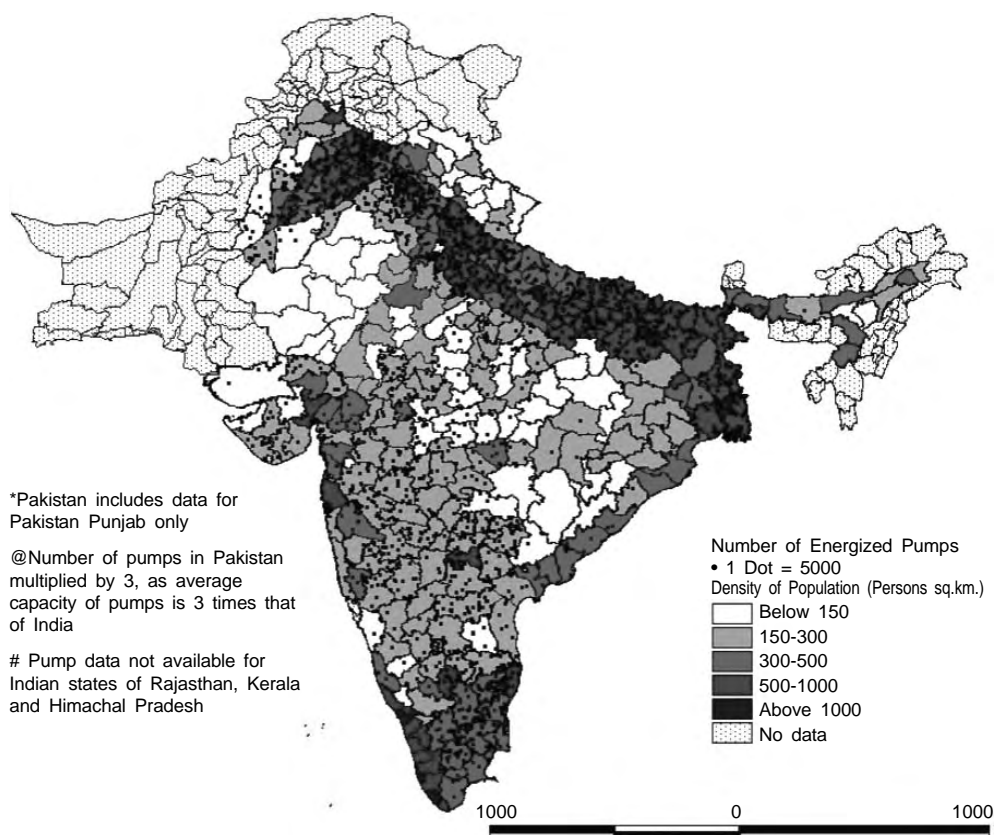 *Pakistan includes data for
Pakistan Punjab only
@Number of pumps in Pakistan
multiplied by 3, as average
capacity of pumps is 3 times that
of India
# Pump data not available for
Indian states of Rajasthan, Kerala
and Himachal Pradesh
Number of Energized Pumps
• 1 Dot = 5000
Density of Population (Persons sq.km.)
Below 150
150-300
300-500
500-1000
Above 1000
No data
1000 0 1000